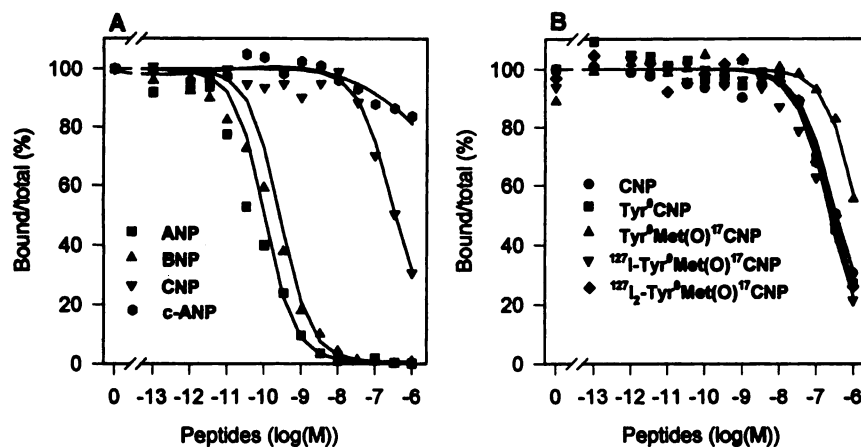 A
Bound/total (%)
100
80
60
40
20
0
ANP
BNP
CNP
c-ANP
0 -13 -12 -11 -10 -9 -8 -7 -6
Peptides (log(M))
B
Bound/total (%)
100
80
60
40
20
0
CNP
Tyr⁰CNP
Tyr⁰Met(O)¹⁷CNP
¹²⁷I-Tyr⁰Met(O)¹⁷CNP
¹²⁷I₂-Tyr⁰Met(O)¹⁷CNP
0 -13 -12 -11 -10 -9 -8 -7 -6
Peptides (log(M))